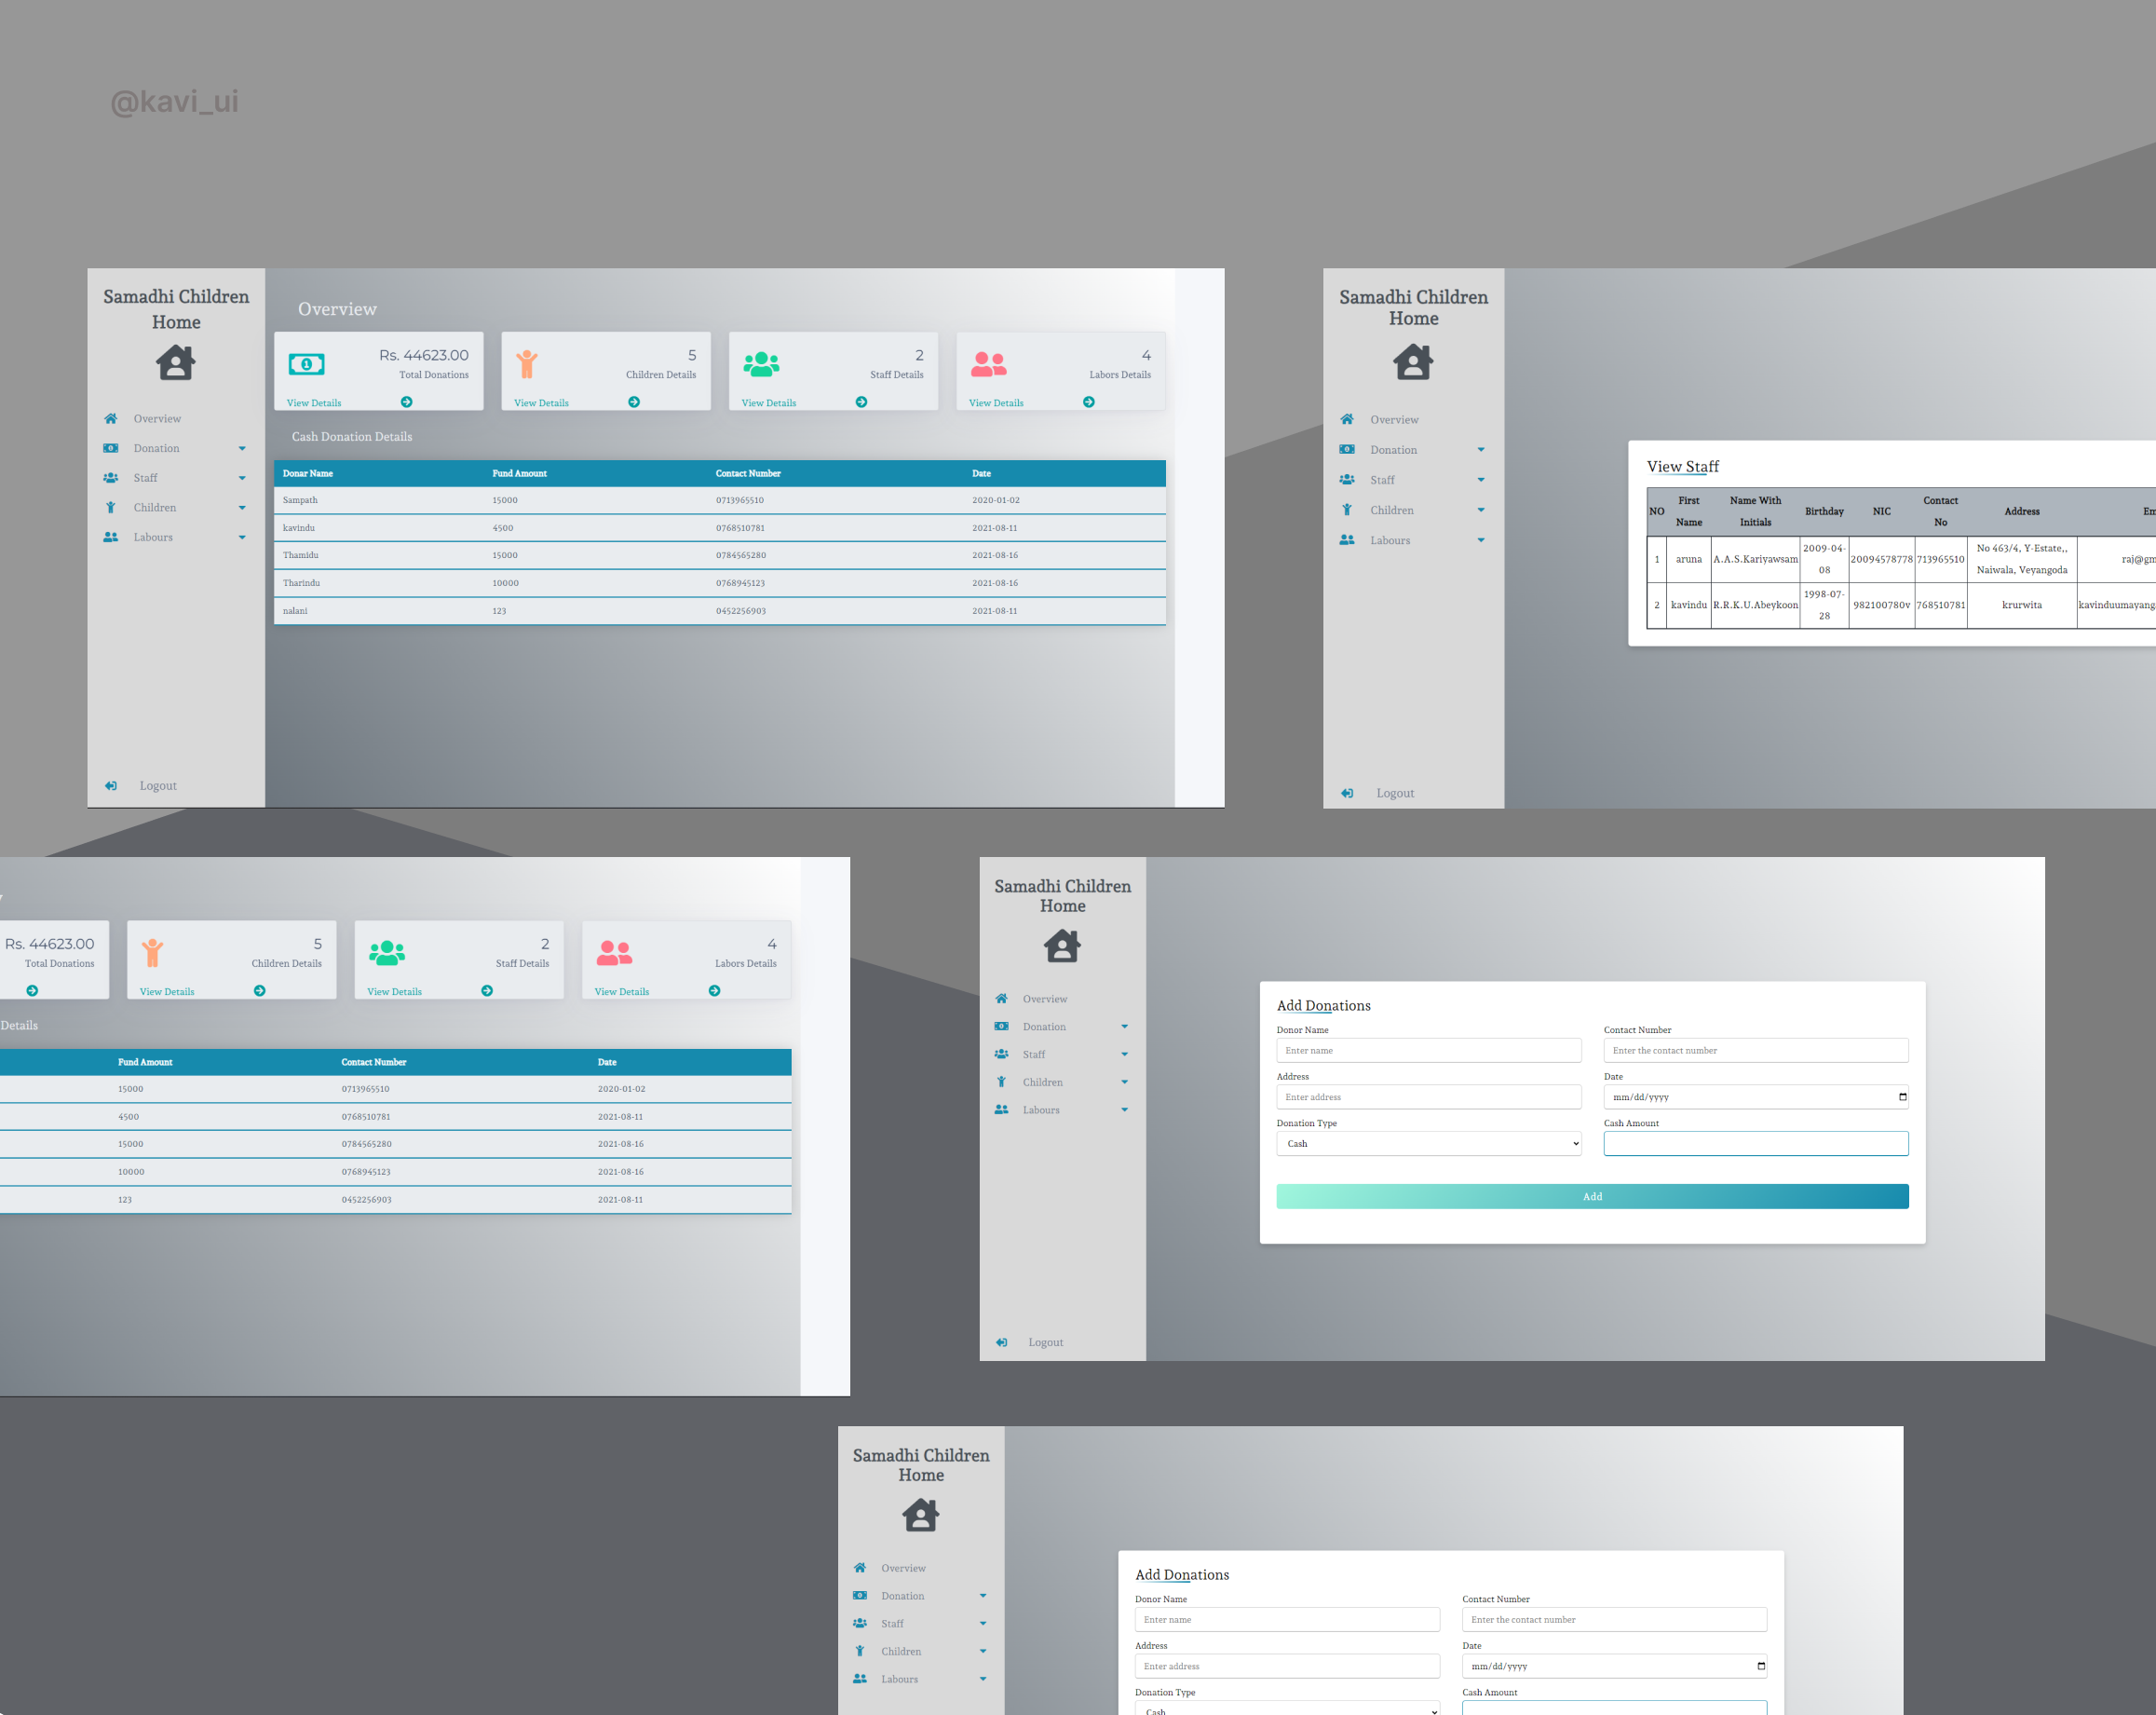 @kavi_ui
Samadhi Children
Home
Overview
Donation
Staff
Children
Labours
Logout
Overview
Rs. 44623.00
Total Donations
View Details
5
Children Details
View Details
2
Staff Details
View Details
4
Labors Details
View Details
Cash Donation Details
Donar Name Fund Amount Contact Number Date
Sampath 15000 0713965510 2020-01-02
kavindu 4500 0768510781 2021-08-11
Thamidu 15000 0784565280 2021-08-16
Tharindu 10000 0768945123 2021-08-16
nalani 123 0452256903 2021-08-11
Samadhi Children
Home
Overview
Donation
Staff
Children
Labours
Logout
View Staff
NO First Name Name With Initials Birthday NIC Contact No Address Em
1 aruna A.A.S.Kariyawsam 2009-04-08 20094578778 713965510 No 463/4, Y-Estate,, Naiwala, Veyangoda raj@gm
2 kavindu R.R.K.U.Abeykoon 1998-07-28 982100780v 768510781 krurwita kavinduumayang
Rs. 44623.00
Total Donations
5
Children Details
View Details
2
Staff Details
View Details
4
Labors Details
View Details
Details
Fund Amount Contact Number Date
15000 0713965510 2020-01-02
4500 0768510781 2021-08-11
15000 0784565280 2021-08-16
10000 0768945123 2021-08-16
123 0452256903 2021-08-11
Samadhi Children
Home
Overview
Donation
Staff
Children
Labours
Logout
Add Donations
Donor Name Contact Number
Enter name Enter the contact number
Address Date
Enter address mm/dd/yyyy
Donation Type Cash Amount
Cash
Add
Samadhi Children
Home
Overview
Donation
Staff
Children
Labours
Add Donations
Donor Name Contact Number
Enter name Enter the contact number
Address Date
Enter address mm/dd/yyyy
Donation Type Cash Amount
Cash